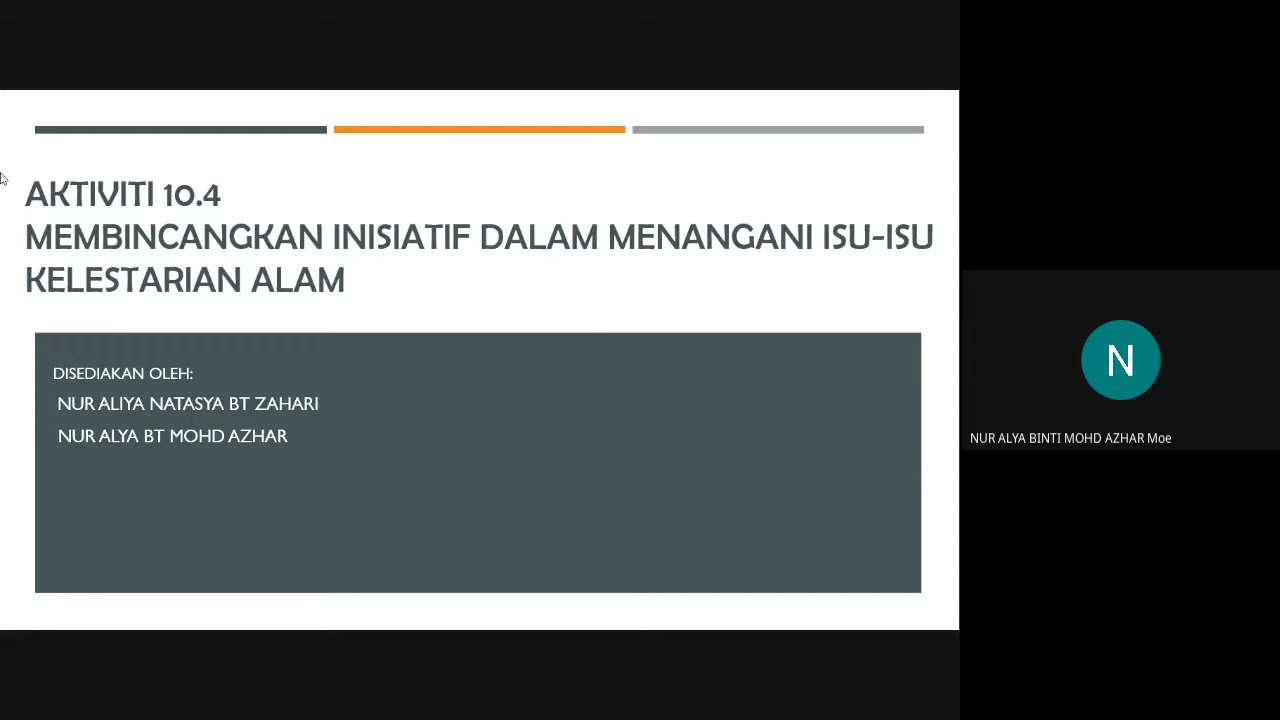 AKTIVITI 10.4
MEMBINCANGKAN INISIATIF DALAM MENANGANI ISU-ISU
KELESTARIAN ALAM
DISEDIAKAN OLEH:
NUR ALIYA NATASYA BT ZAHARI
NUR ALYA BT MOHD AZHAR
N
NUR ALYA BINTI MOHD AZHAR Moe